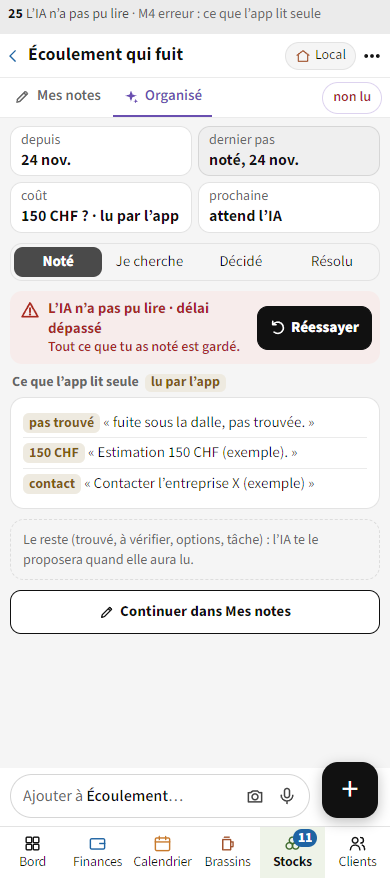 25 L’IA n’a pas pu lire · M4 erreur : ce que l’app lit seule
Écoulement qui fuit
Local
Mes notes
Organisé
non lu
depuis
24 nov.
dernier pas
noté, 24 nov.
coût
150 CHF ? · lu par l’app
prochaine
attend l’IA
Noté
Je cherche
Décidé
Résolu
L’IA n’a pas pu lire · délai
dépassé
Tout ce que tu as noté est gardé.
Réessayer
Ce que l’app lit seule lu par l’app
pas trouvé « fuite sous la dalle, pas trouvée. »
150 CHF « Estimation 150 CHF (exemple). »
contact « Contacter l’entreprise X (exemple) »
Le reste (trouvé, à vérifier, options, tâche) : l’IA te le
proposera quand elle aura lu.
Continuer dans Mes notes
Ajouter à Écoulement…
+
11
Bord
Finances
Calendrier
Brassins
Stocks
Clients